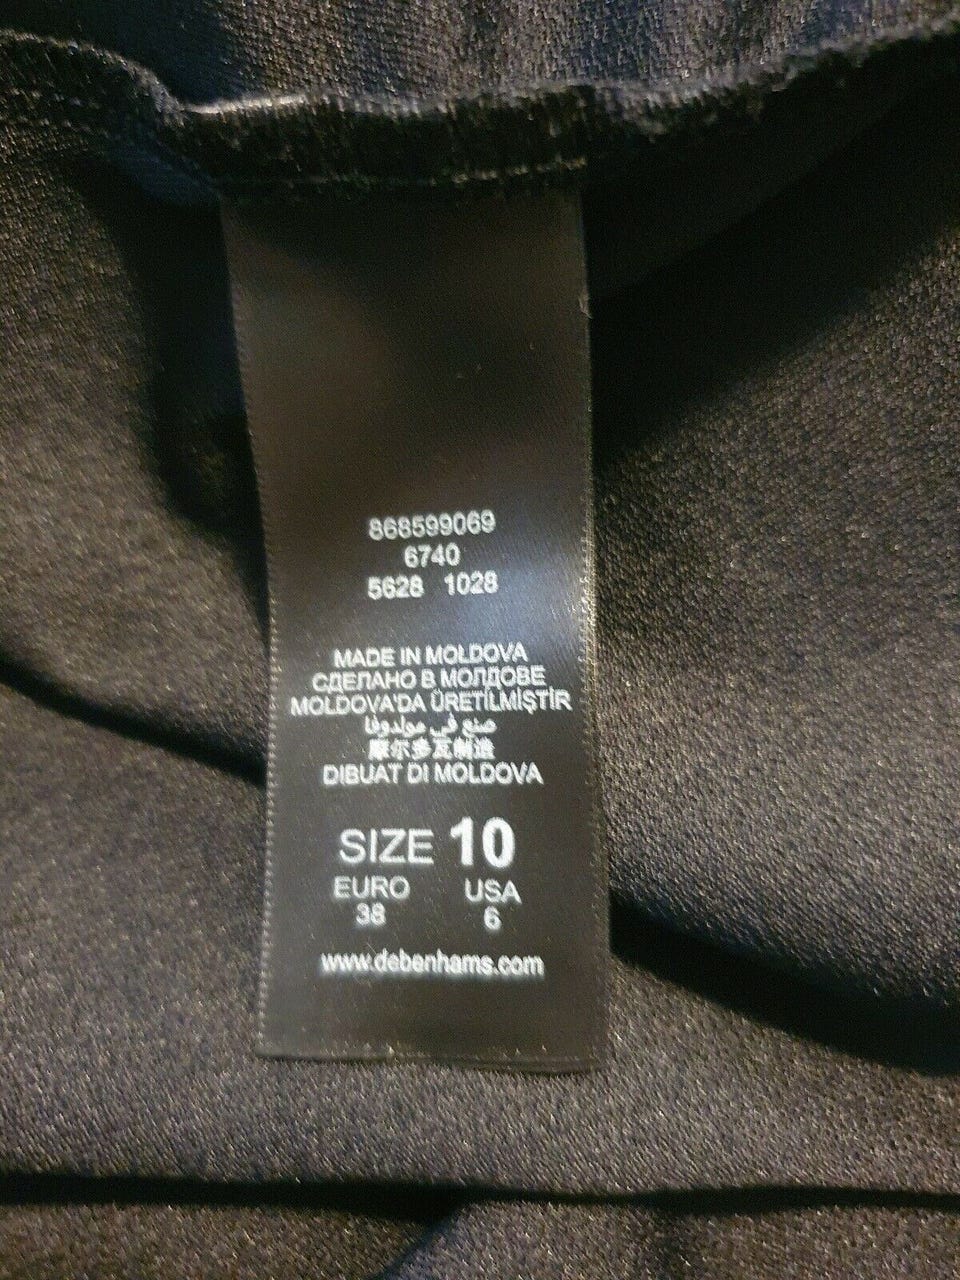 868599069
6740
5628 1028
MADE IN MOLDOVA
СДЕЛАНО В МОЛДОВЕ
MOLDOVA'DA ÜRETİLMİŞTİR
صنع في مولدوفا
摩尔多瓦制造
DIBUAT DI MOLDOVA
SIZE 10
EURO USA
38 6
www.debenhams.com